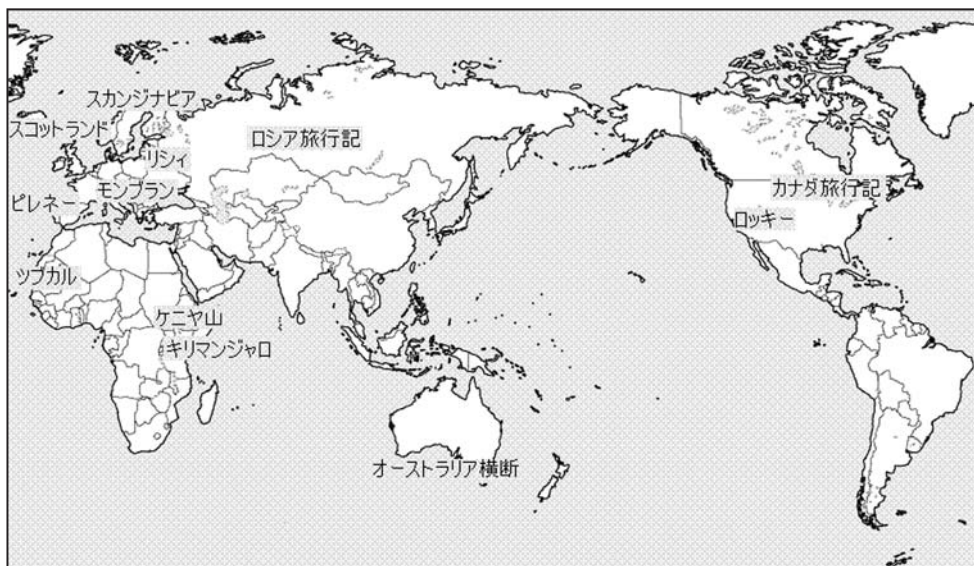 スカンジナビア
スコットランド
ロシア旅行記
リシィ
モンブラン
カナダ旅行記
ピレネー
ロッキー
ツブカル
ケニヤ山
キリマンジャロ
オーストラリア横断